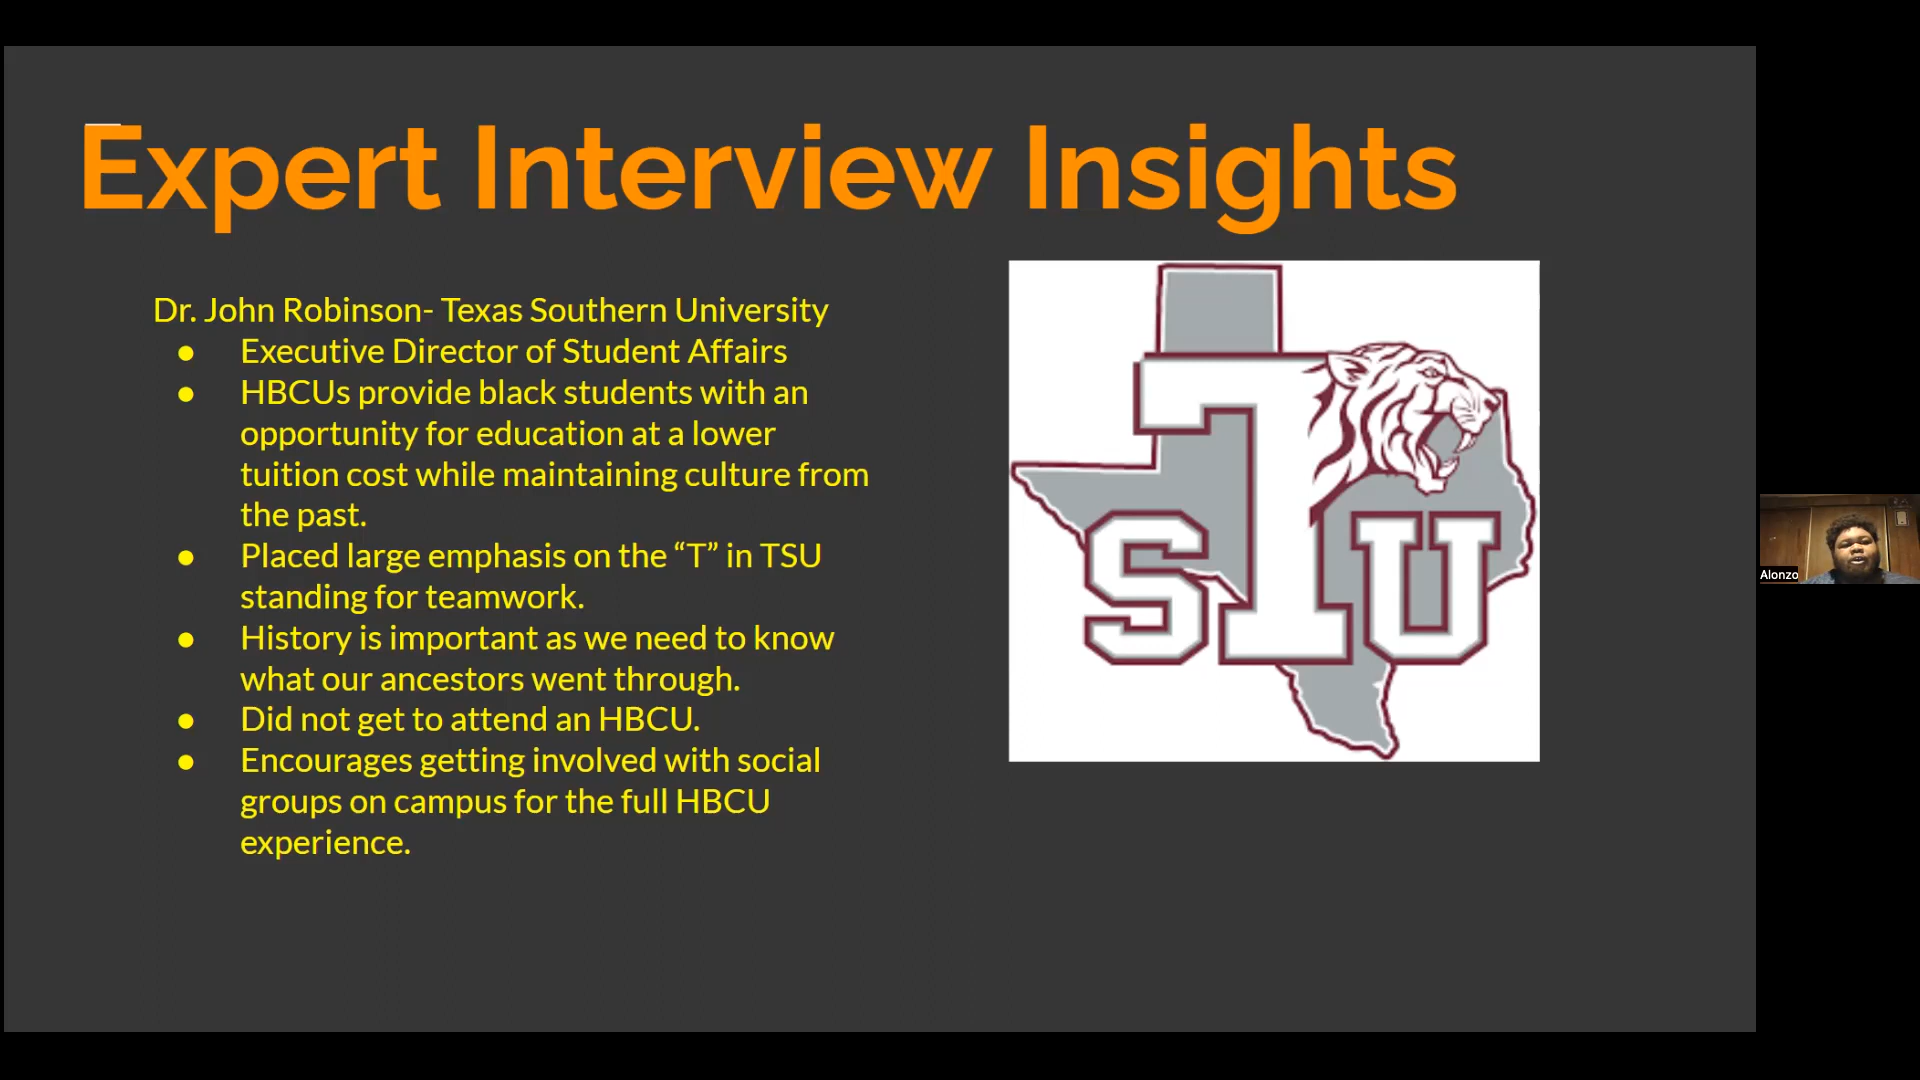 Expert Interview Insights
Dr. John Robinson- Texas Southern University
● Executive Director of Student Affairs
● HBCUs provide black students with an
opportunity for education at a lower
tuition cost while maintaining culture from
the past.
● Placed large emphasis on the “T” in TSU
standing for teamwork.
● History is important as we need to know
what our ancestors went through.
● Did not get to attend an HBCU.
● Encourages getting involved with social
groups on campus for the full HBCU
experience.
STU
Alonzo